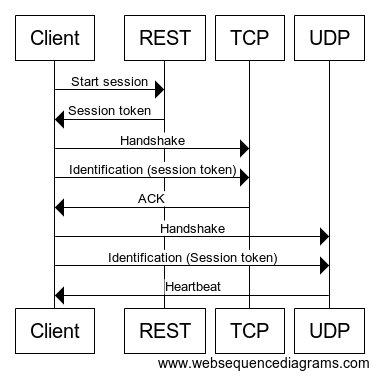 Client REST TCP UDP
Start session
Session token
Handshake
Identification (session token)
ACK
Handshake
Identification (Session token)
Heartbeat
Client REST TCP UDP
www.websequencediagrams.com